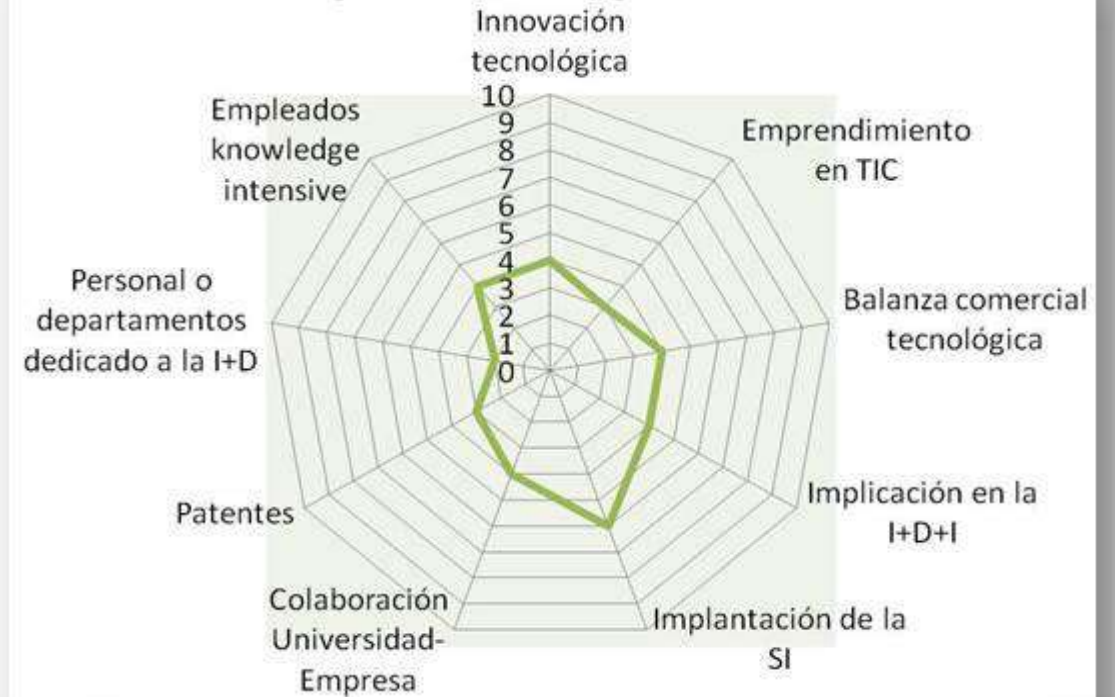 Innovación
tecnológica
Emprendimiento
en TIC
Balanza comercial
tecnológica
Implicación en la
I+D+I
Implantación de la
SI
Colaboración
Universidad-
Empresa
Patentes
Personal o
departamentos
dedicado a la I+D
Empleados
knowledge
intensive
10
9
8
7
6
5
4
3
2
1
0